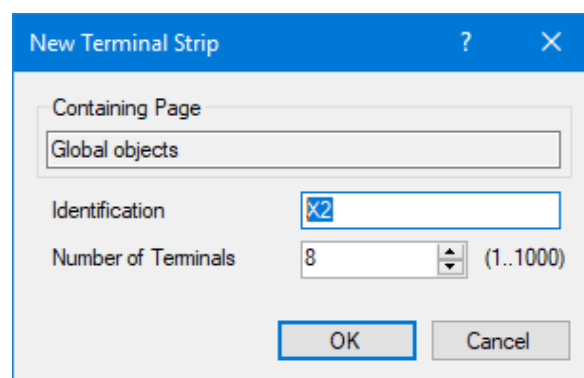 New Terminal Strip ?
Containing Page
Global objects
Identification X2
Number of Terminals 8 (1..1000)
OK Cancel